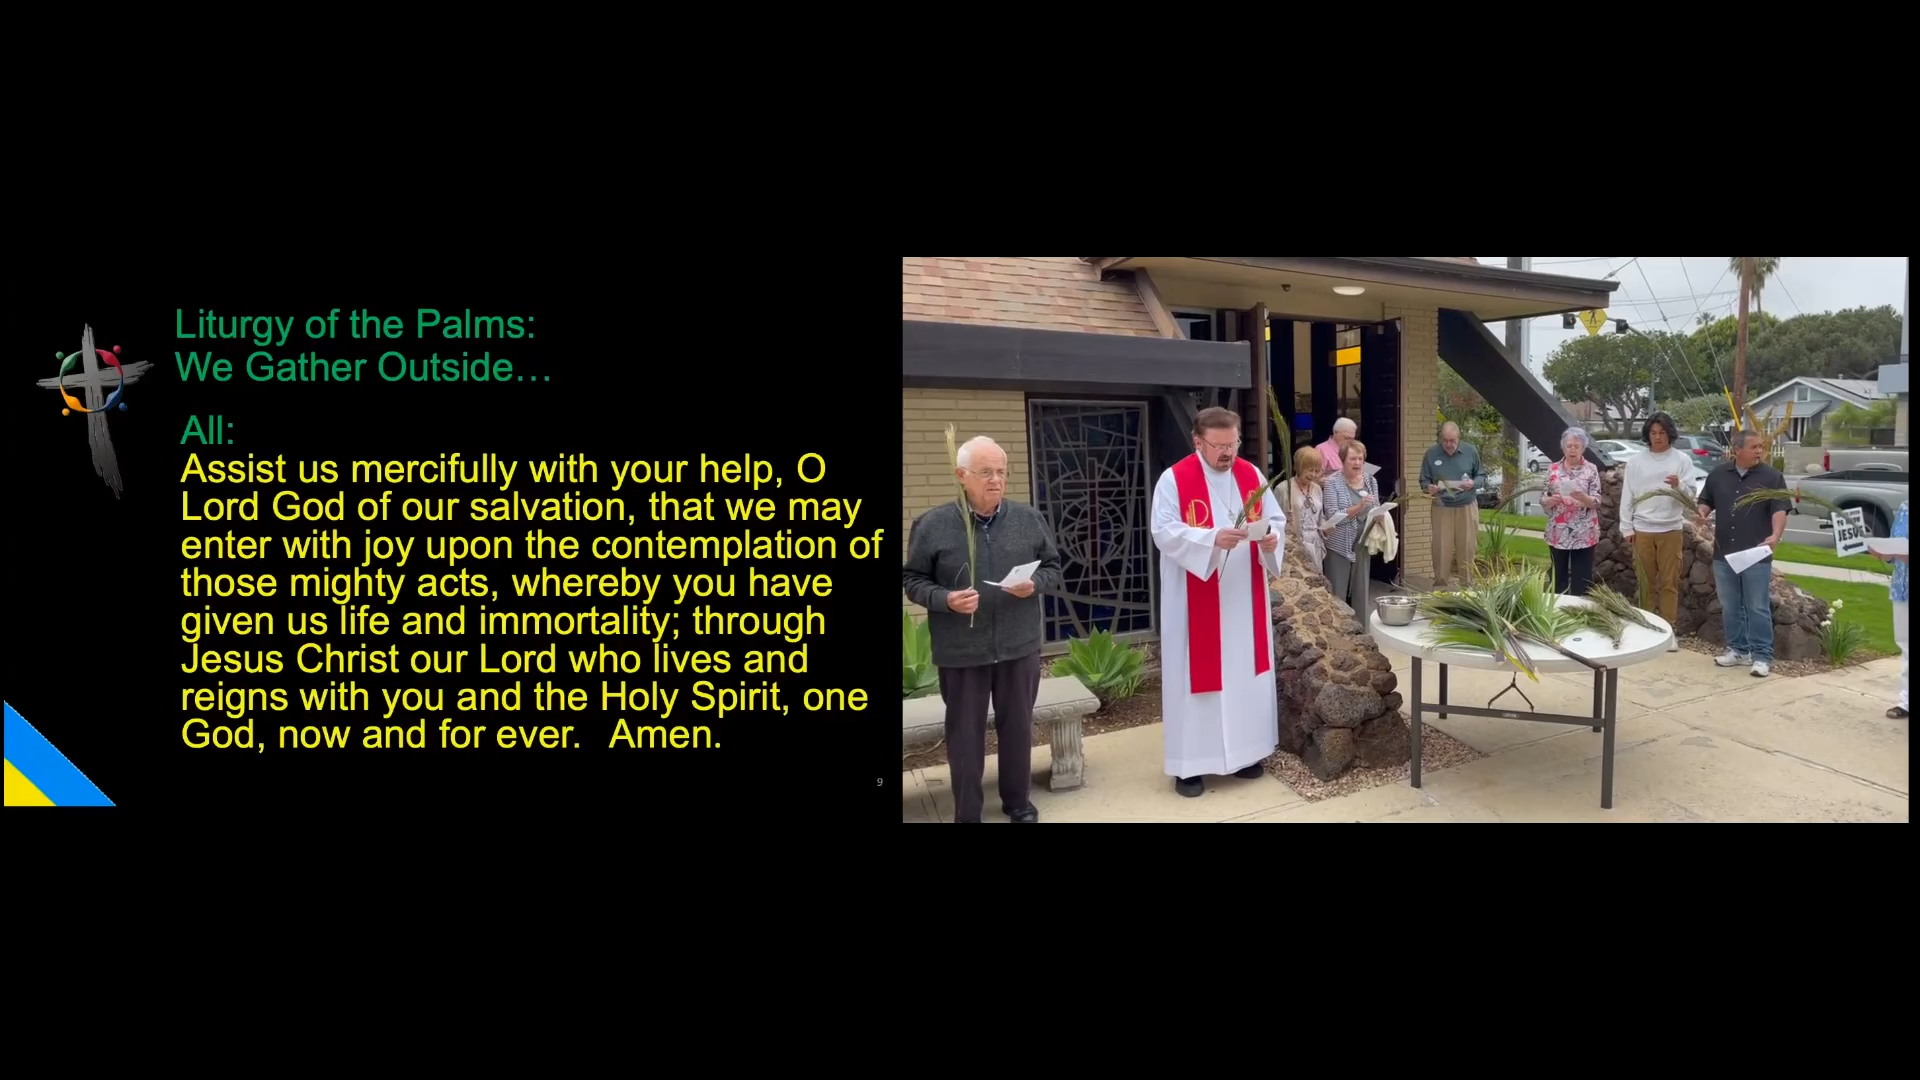 Liturgy of the Palms:
We Gather Outside…
All:
Assist us mercifully with your help, O
Lord God of our salvation, that we may
enter with joy upon the contemplation of
those mighty acts, whereby you have
given us life and immortality; through
Jesus Christ our Lord who lives and
reigns with you and the Holy Spirit, one
God, now and for ever.   Amen.
9
JESUS